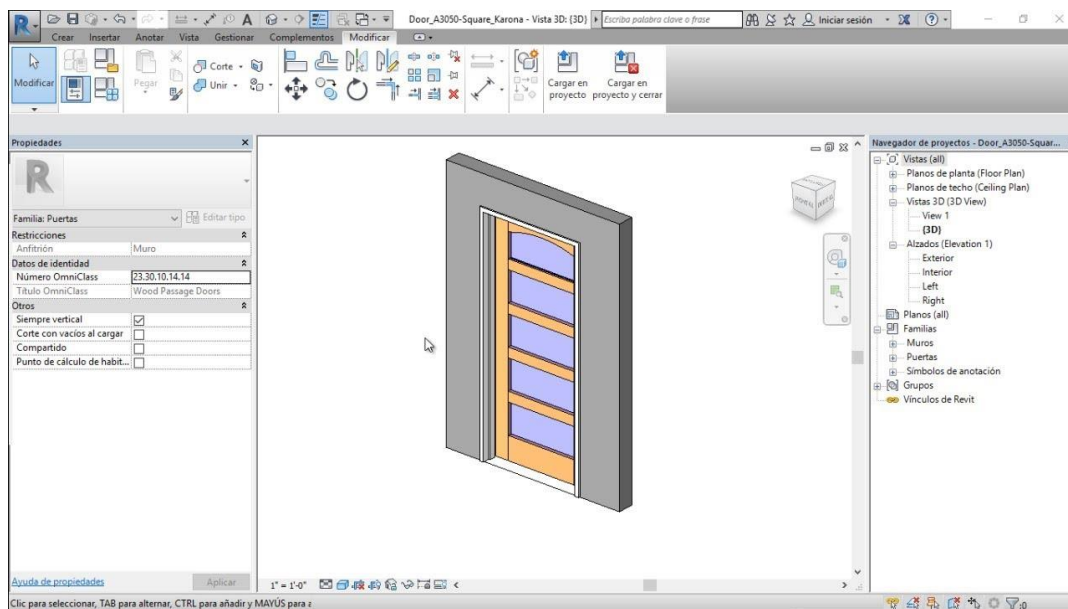 Door_A3050-Square_Karona - Vista 3D: {3D}
Escriba palabra clave o frase
Iniciar sesión
Crear Insertar Anotar Vista Gestionar Complementos Modificar
Modificar
Pegar
Corte
Unir
Cargar en proyecto
Cargar en proyecto y cerrar
Propiedades
Familia: Puertas
Editar tipo
Restricciones
Anfitrión Muro
Datos de identidad
Número OmniClass 23.30.10.14.14
Título OmniClass Wood Passage Doors
Otros
Siempre vertical
Corte con vacíos al cargar
Compartido
Punto de cálculo de habit...
Ayuda de propiedades
Aplicar
1" = 1'-0"
Navegador de proyectos - Door_A3050-Squar...
Vistas (all)
Planos de planta (Floor Plan)
Planos de techo (Ceiling Plan)
Vistas 3D (3D View)
View 1
{3D}
Alzados (Elevation 1)
Exterior
Interior
Left
Right
Planos (all)
Familias
Muros
Puertas
Símbolos de anotación
Grupos
Vínculos de Revit
Clic para seleccionar, TAB para alternar, CTRL para añadir y MAYÚS para a
:0